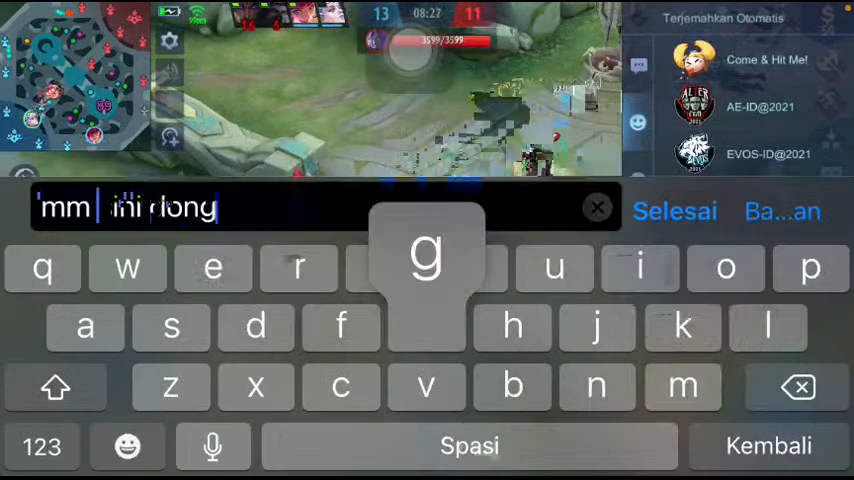 13 08:27 11
3599/3599
Terjemahkan Otomatis
Come & Hit Me!
AE-ID@2021
EVOS-ID@2021
mm ini dong
Selesai Ba...an
g
q w e r u i o p
a s d f h j k l
z x c v b n m
123 Spasi Kembali